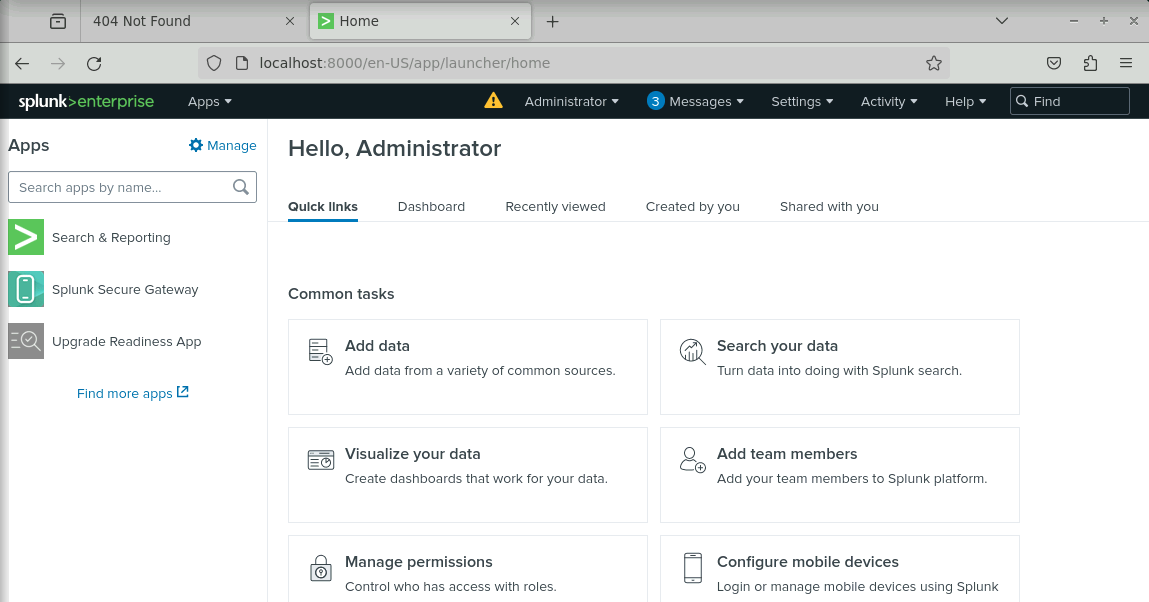 404 Not Found
Home
localhost:8000/en-US/app/launcher/home
splunk>enterprise Apps Administrator 3 Messages Settings Activity Help Find
Apps Manage
Search apps by name...
Search & Reporting
Splunk Secure Gateway
Upgrade Readiness App
Find more apps
Hello, Administrator
Quick links Dashboard Recently viewed Created by you Shared with you
Common tasks
Add data
Add data from a variety of common sources.
Search your data
Turn data into doing with Splunk search.
Visualize your data
Create dashboards that work for your data.
Add team members
Add your team members to Splunk platform.
Manage permissions
Control who has access with roles.
Configure mobile devices
Login or manage mobile devices using Splunk